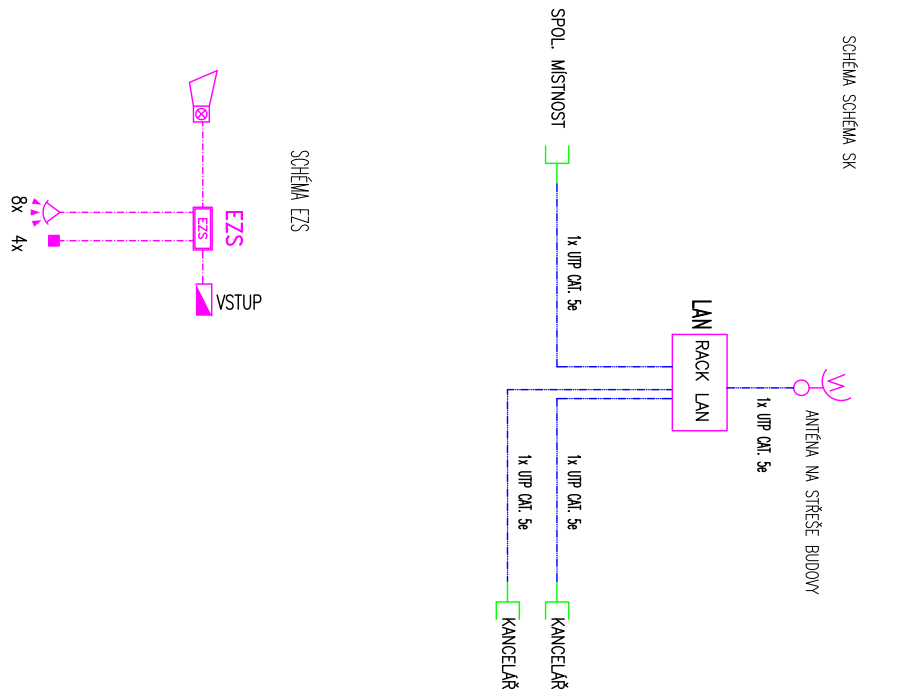 SCHÉMA SCHÉMA SK
ANTÉNA NA STŘEŠE BUDOVY
1x UTP CAT. 5e
LAN
RACK LAN
SPOL. MÍSTNOST
1x UTP CAT. 5e
1x UTP CAT. 5e
KANCELÁŘ
1x UTP CAT. 5e
KANCELÁŘ
SCHÉMA EZS
EZS
EZS
VSTUP
8x
4x